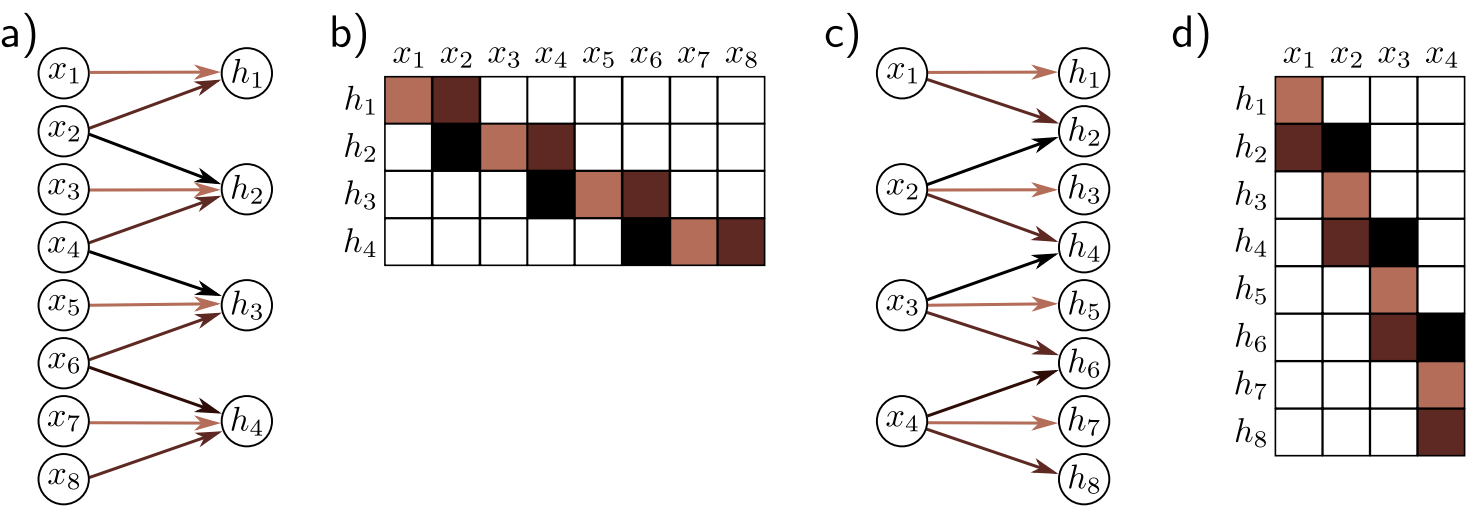 a)
x₁
x₂
x₃
x₄
x₅
x₆
x₇
x₈
h₁
h₂
h₃
h₄
b)
x₁ x₂ x₃ x₄ x₅ x₆ x₇ x₈
h₁
h₂
h₃
h₄
c)
x₁
x₂
x₃
x₄
h₁
h₂
h₃
h₄
h₅
h₆
h₇
h₈
d)
x₁ x₂ x₃ x₄
h₁
h₂
h₃
h₄
h₅
h₆
h₇
h₈